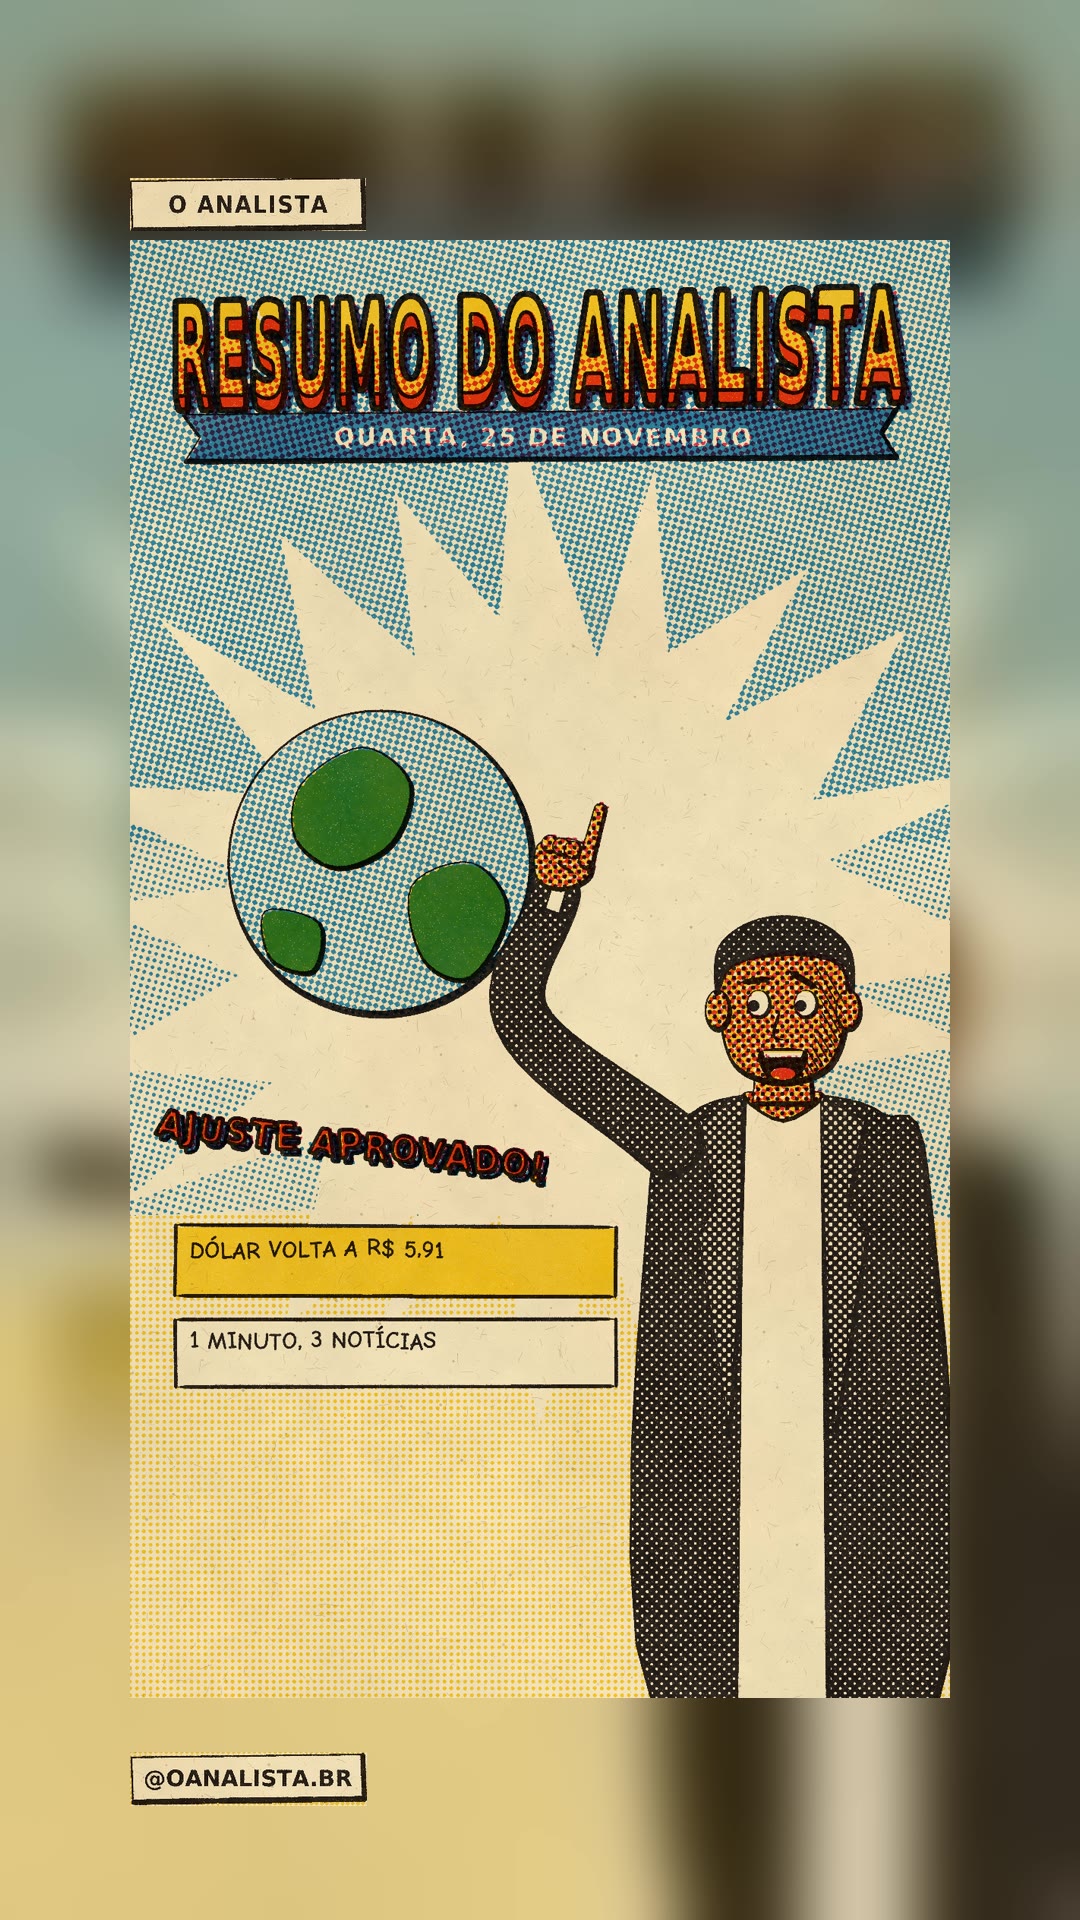 O ANALISTA
RESUMO DO ANALISTA
QUARTA, 25 DE NOVEMBRO
AJUSTE APROVADO!
DÓLAR VOLTA A R$ 5,91
1 MINUTO, 3 NOTÍCIAS
@OANALISTA.BR